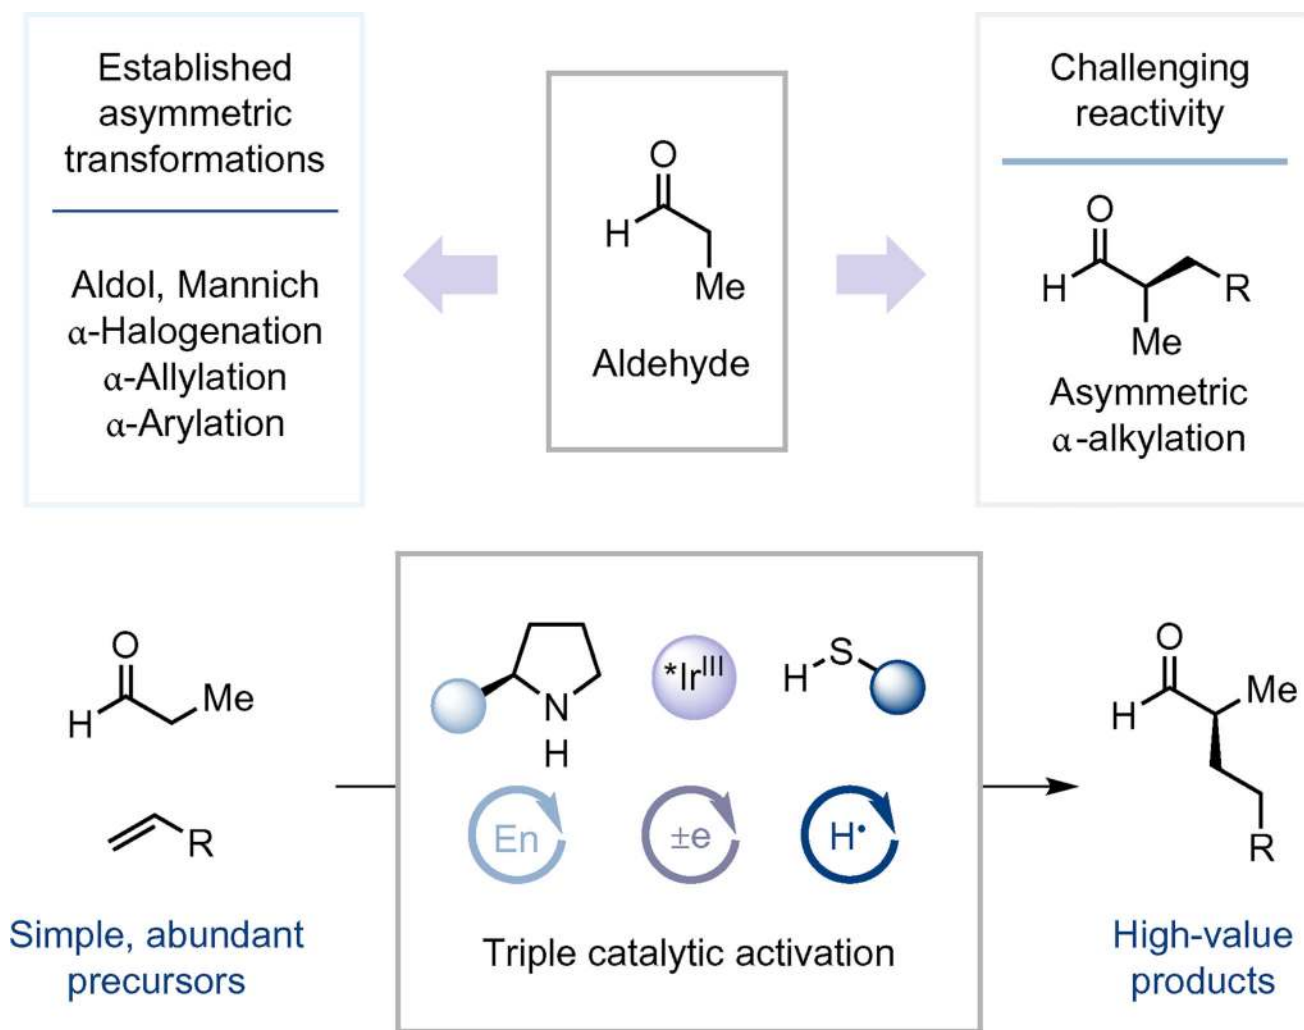 Established
asymmetric
transformations
Aldol, Mannich
α-Halogenation
α-Allylation
α-Arylation
O
H
Me
Aldehyde
Challenging
reactivity
O
H
R
Me
Asymmetric
α-alkylation
O
H
Me
R
Simple, abundant
precursors
N
H
*Ir^III
H
S
En
±e
H•
Triple catalytic activation
O
H
Me
R
High-value
products